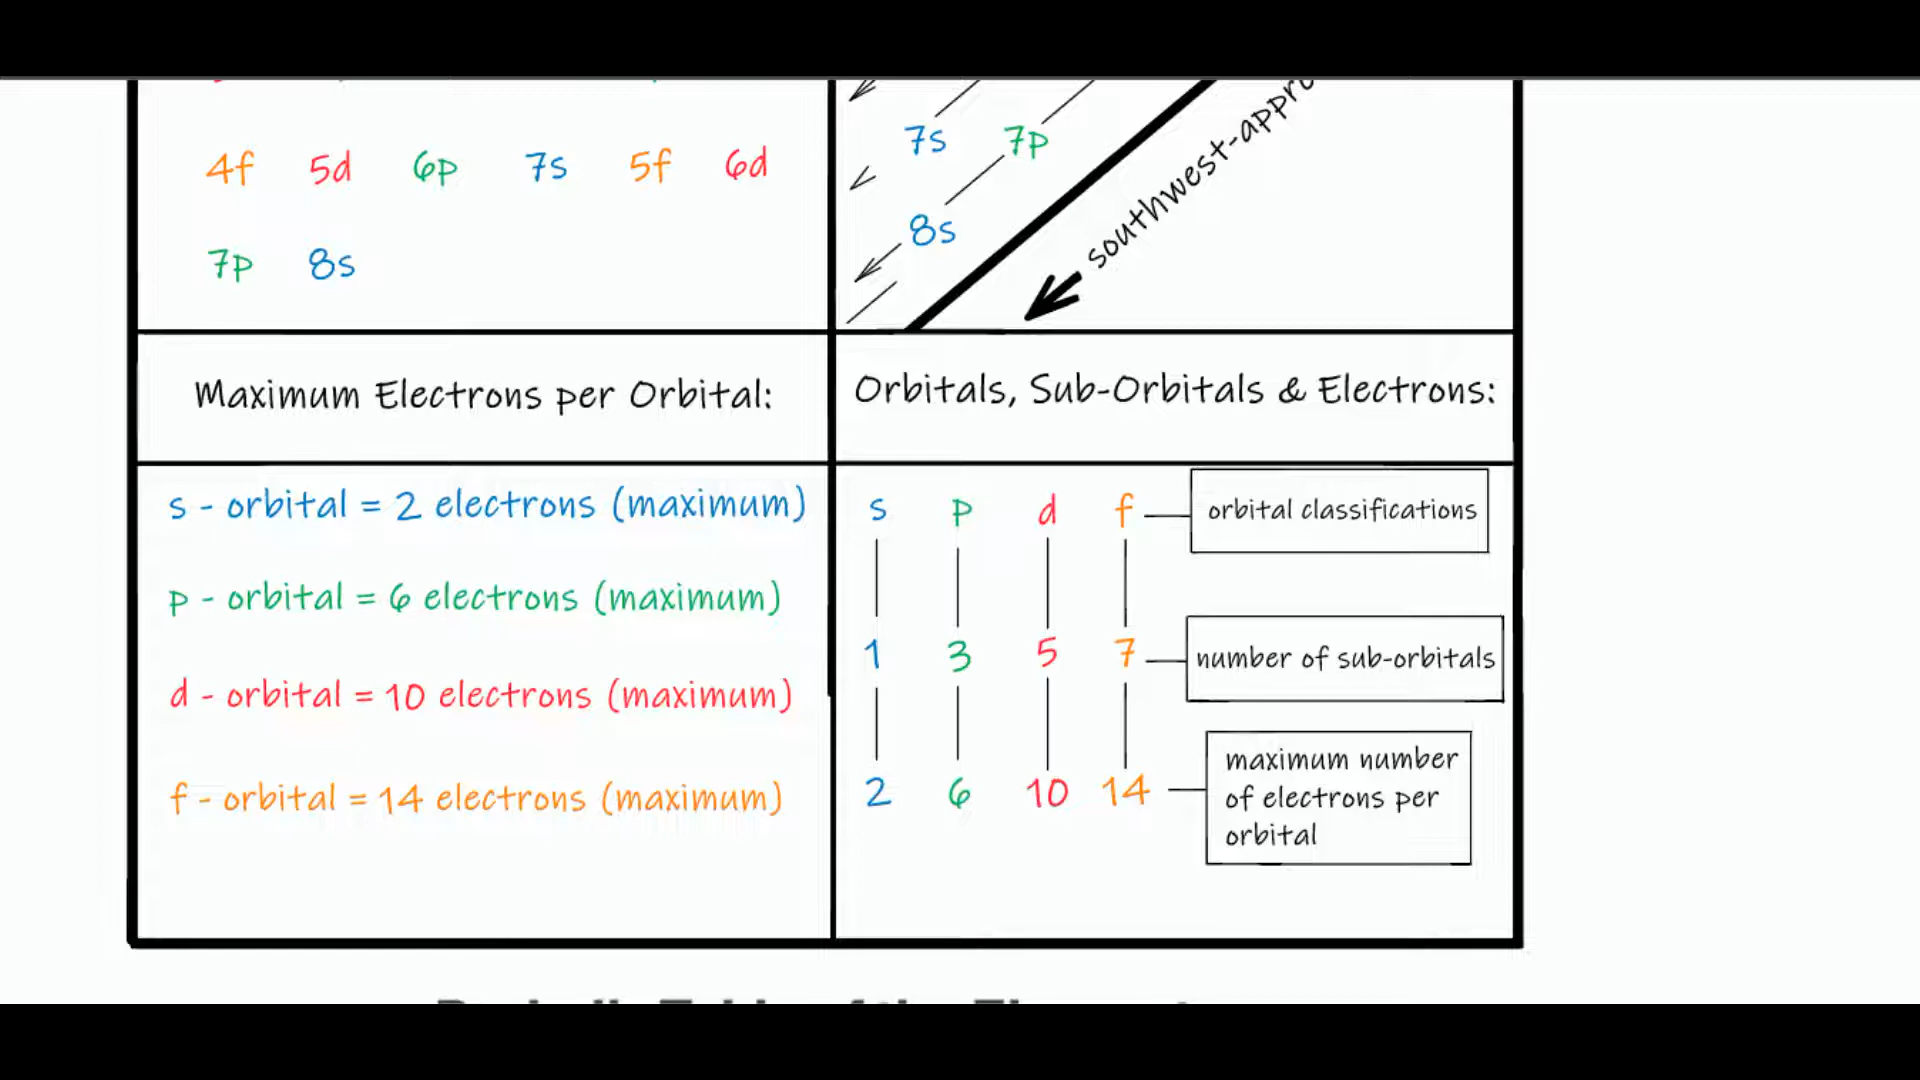 4f 5d 6p 7s 5f 6d
7p 8s
7s 7p
8s
southwest-appr
Maximum Electrons per Orbital:
Orbitals, Sub-Orbitals & Electrons:
s - orbital = 2 electrons (maximum)
p - orbital = 6 electrons (maximum)
d - orbital = 10 electrons (maximum)
f - orbital = 14 electrons (maximum)
s p d f
orbital classifications
1 3 5 7
number of sub-orbitals
2 6 10 14
maximum number
of electrons per
orbital